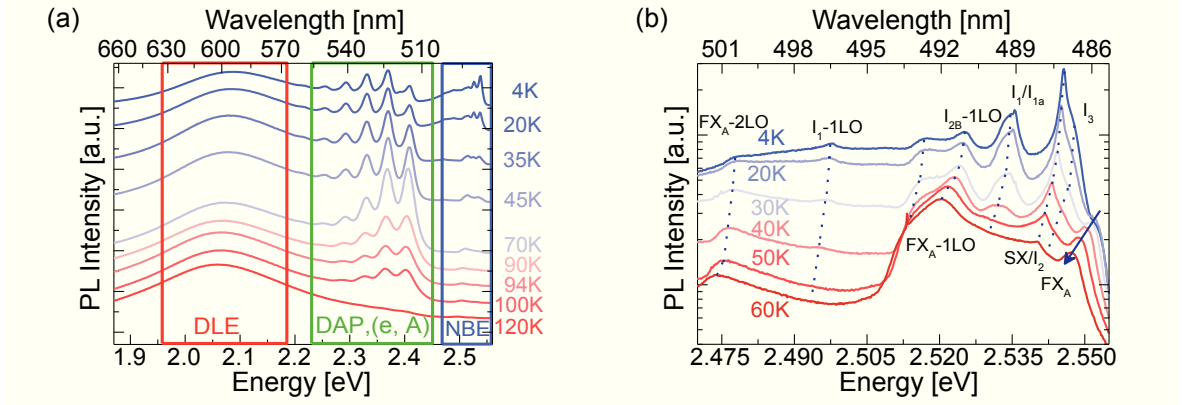 (a)
Wavelength [nm]
660 630 600 570 540 510
PL Intensity [a.u.]
4K
20K
35K
45K
70K
90K
94K
100K
120K
DLE
DAP,(e, A)
NBE
1.9 2.0 2.1 2.2 2.3 2.4 2.5
Energy [eV]
(b)
Wavelength [nm]
501 498 495 492 489 486
PL Intensity [a.u.]
FXA-2LO
I1-1LO
I2B-1LO
I1/I1a
I3
4K
20K
30K
40K
50K
60K
FXA-1LO
SX/I2
FXA
2.475 2.490 2.505 2.520 2.535 2.550
Energy [eV]